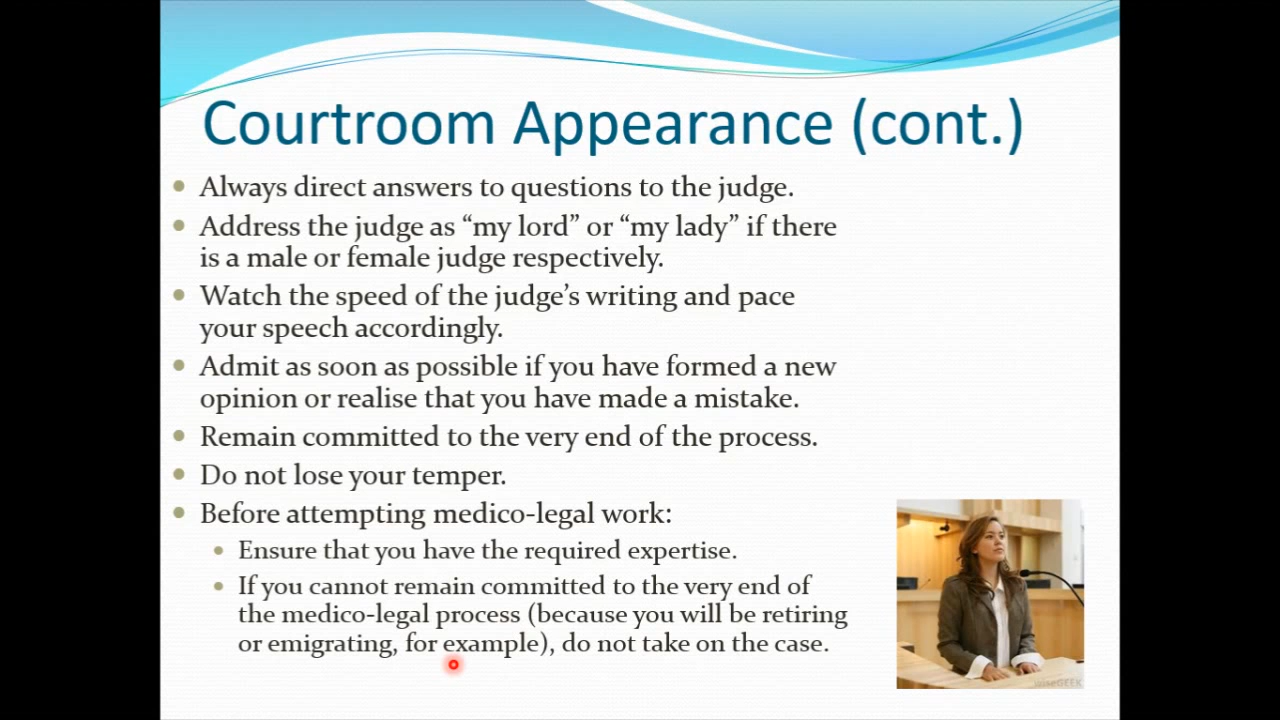 Courtroom Appearance (cont.)
Always direct answers to questions to the judge.
Address the judge as “my lord” or “my lady” if there
is a male or female judge respectively.
Watch the speed of the judge’s writing and pace
your speech accordingly.
Admit as soon as possible if you have formed a new
opinion or realise that you have made a mistake.
Remain committed to the very end of the process.
Do not lose your temper.
Before attempting medico-legal work:
Ensure that you have the required expertise.
If you cannot remain committed to the very end of
the medico-legal process (because you will be retiring
or emigrating, for example), do not take on the case.
wiseGEEK